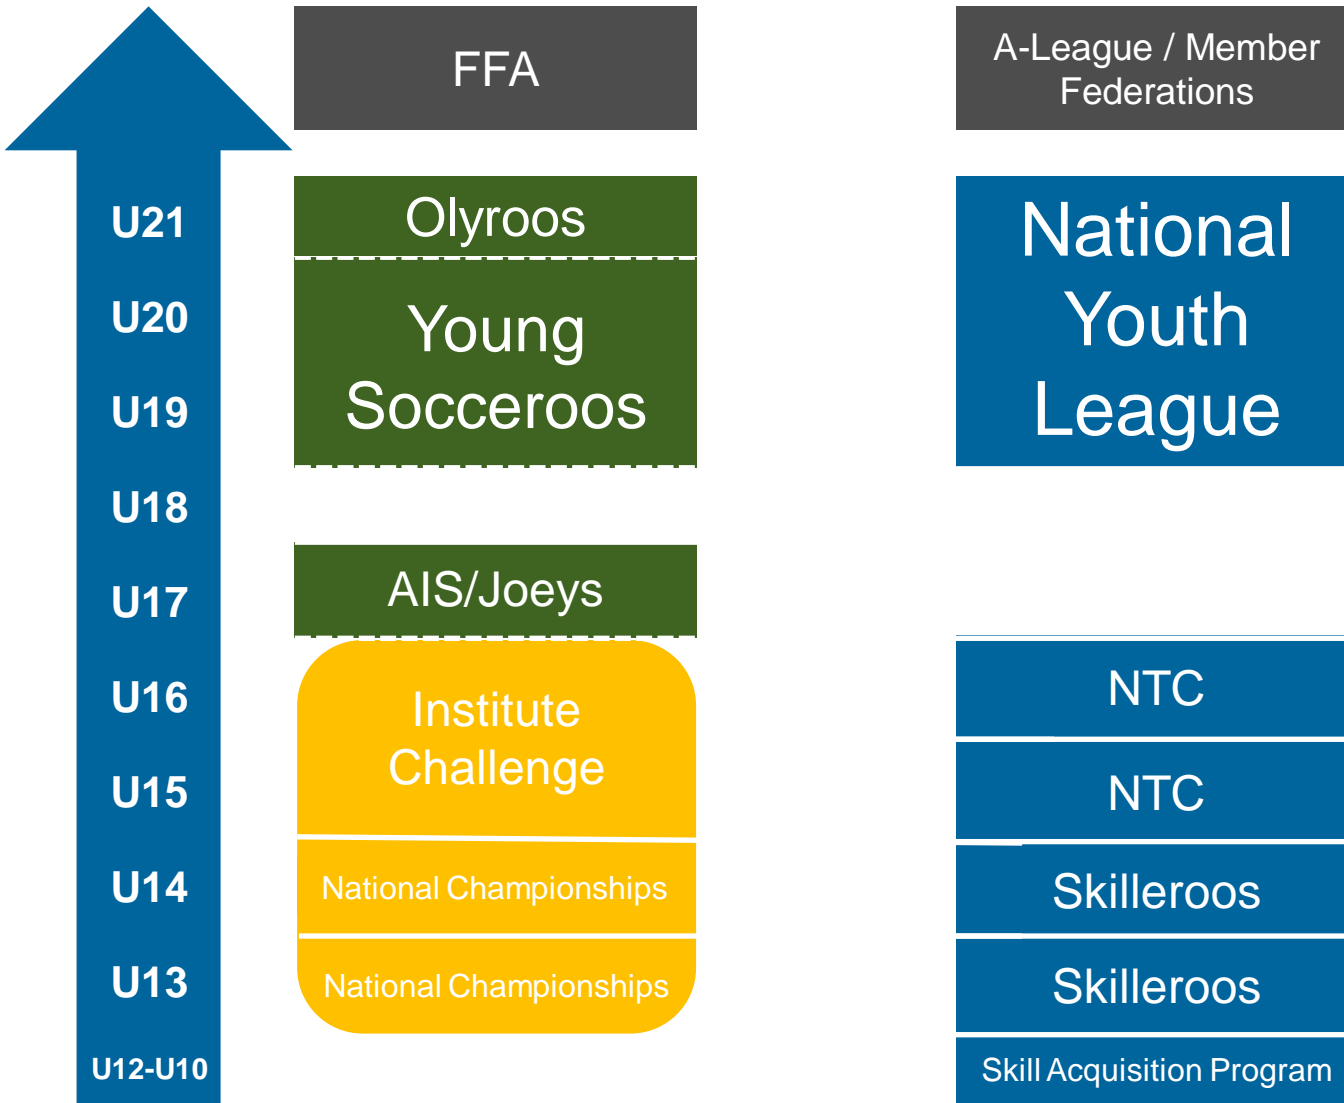 FFA
A-League / Member
Federations
U21
Olyroos
National
Youth
League
U20
Young
Socceroos
U19
U18
U17
AIS/Joeys
U16
Institute
Challenge
NTC
U15
NTC
U14
National Championships
Skilleroos
U13
National Championships
Skilleroos
U12-U10
Skill Acquisition Program